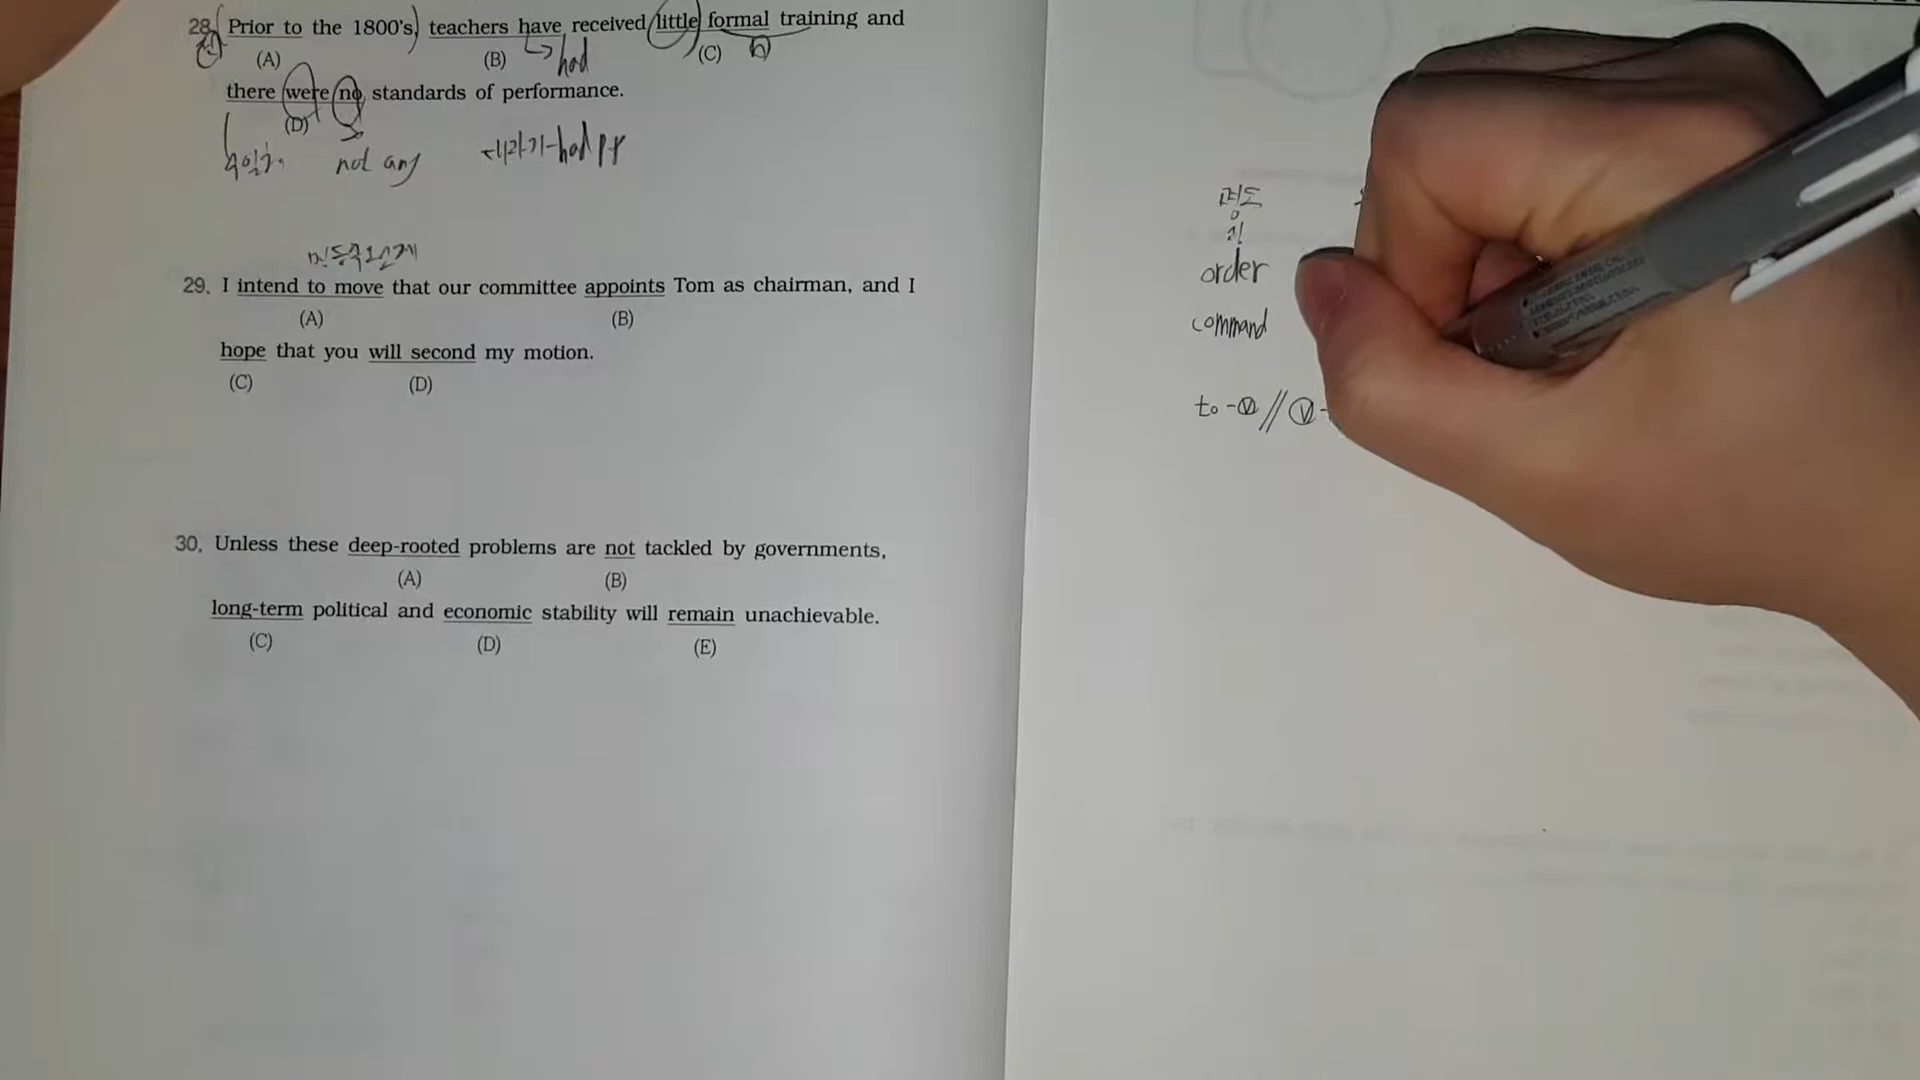 28. Prior to the 1800's, teachers have received little formal training and
(A) (B) had (C) ⓝ
there were no standards of performance.
(D)
not any had pp
29. I intend to move that our committee appoints Tom as chairman, and I
(A) (B)
hope that you will second my motion.
(C) (D)
30. Unless these deep-rooted problems are not tackled by governments,
(A) (B)
long-term political and economic stability will remain unachievable.
(C) (D) (E)
order
command
to -ⓥ // ⓥ-